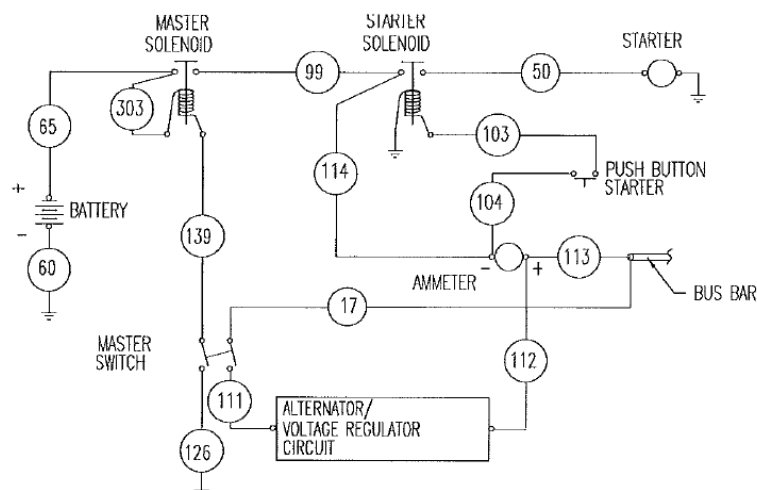 MASTER
SOLENOID
STARTER
SOLENOID
STARTER
99
50
303
65
103
114
PUSH BUTTON
STARTER
+
BATTERY
-
104
139
60
- +
113
AMMETER
17
BUS BAR
MASTER
SWITCH
112
111
ALTERNATOR/
VOLTAGE REGULATOR
CIRCUIT
126